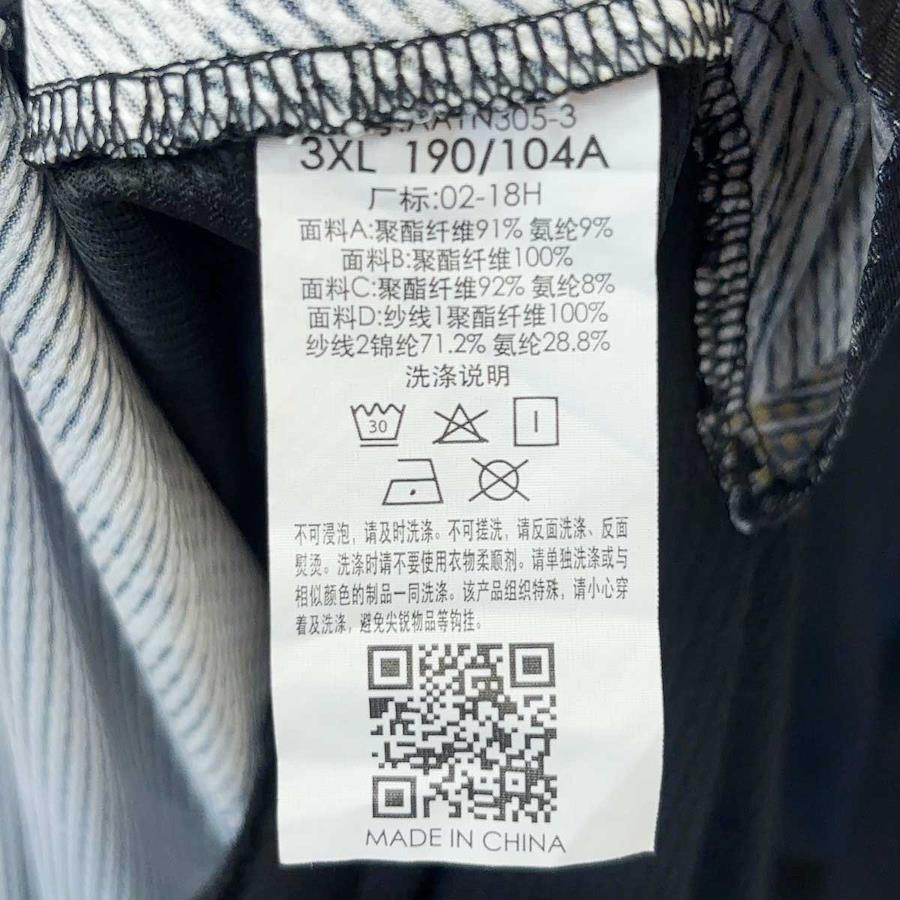 AATN305-3
3XL 190/104A
厂标:02-18H
面料A:聚酯纤维91% 氨纶9%
面料B:聚酯纤维100%
面料C:聚酯纤维92% 氨纶8%
面料D:纱线1聚酯纤维100%
纱线2锦纶71.2% 氨纶28.8%
洗涤说明
30
不可浸泡，请及时洗涤。不可搓洗，请反面洗涤、反面
熨烫。洗涤时请不要使用衣物柔顺剂。请单独洗涤或与
相似颜色的制品一同洗涤。该产品组织特殊，请小心穿
着及洗涤，避免尖锐物品等钩挂。
MADE IN CHINA